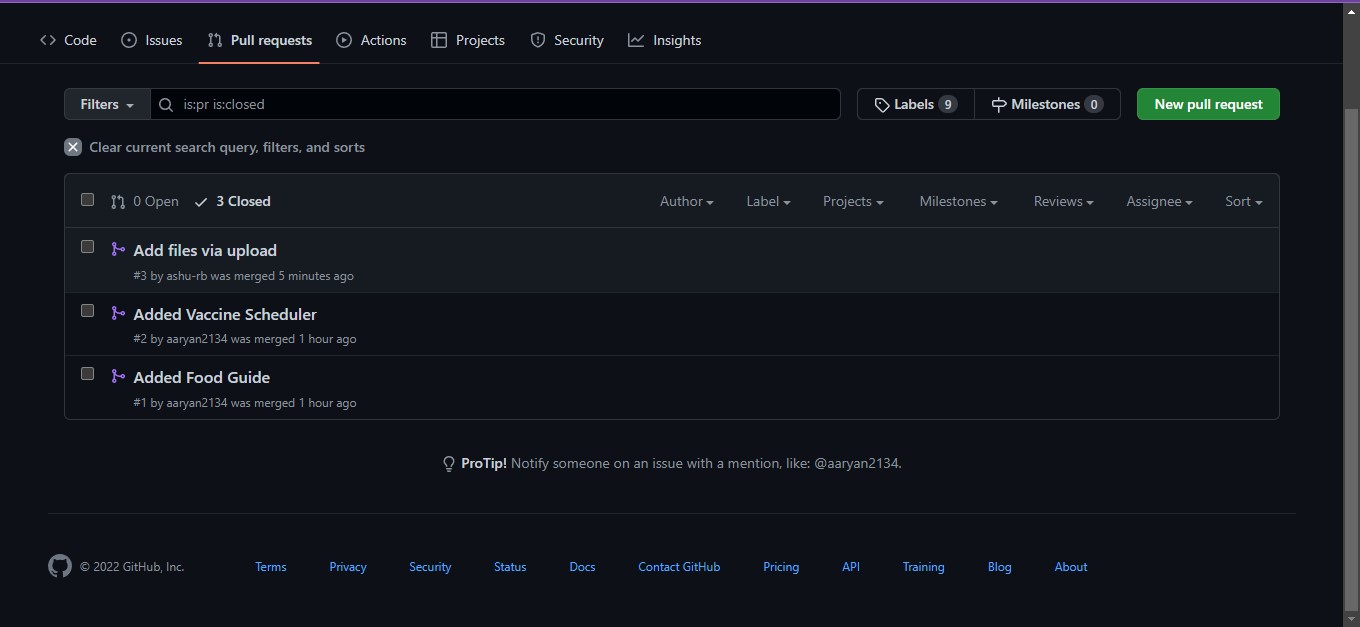 Code Issues Pull requests Actions Projects Security Insights
Filters is:pr is:closed Labels 9 Milestones 0 New pull request
Clear current search query, filters, and sorts
0 Open 3 Closed Author Label Projects Milestones Reviews Assignee Sort
Add files via upload
#3 by ashu-rb was merged 5 minutes ago
Added Vaccine Scheduler
#2 by aaryan2134 was merged 1 hour ago
Added Food Guide
#1 by aaryan2134 was merged 1 hour ago
ProTip! Notify someone on an issue with a mention, like: @aaryan2134.
© 2022 GitHub, Inc. Terms Privacy Security Status Docs Contact GitHub Pricing API Training Blog About